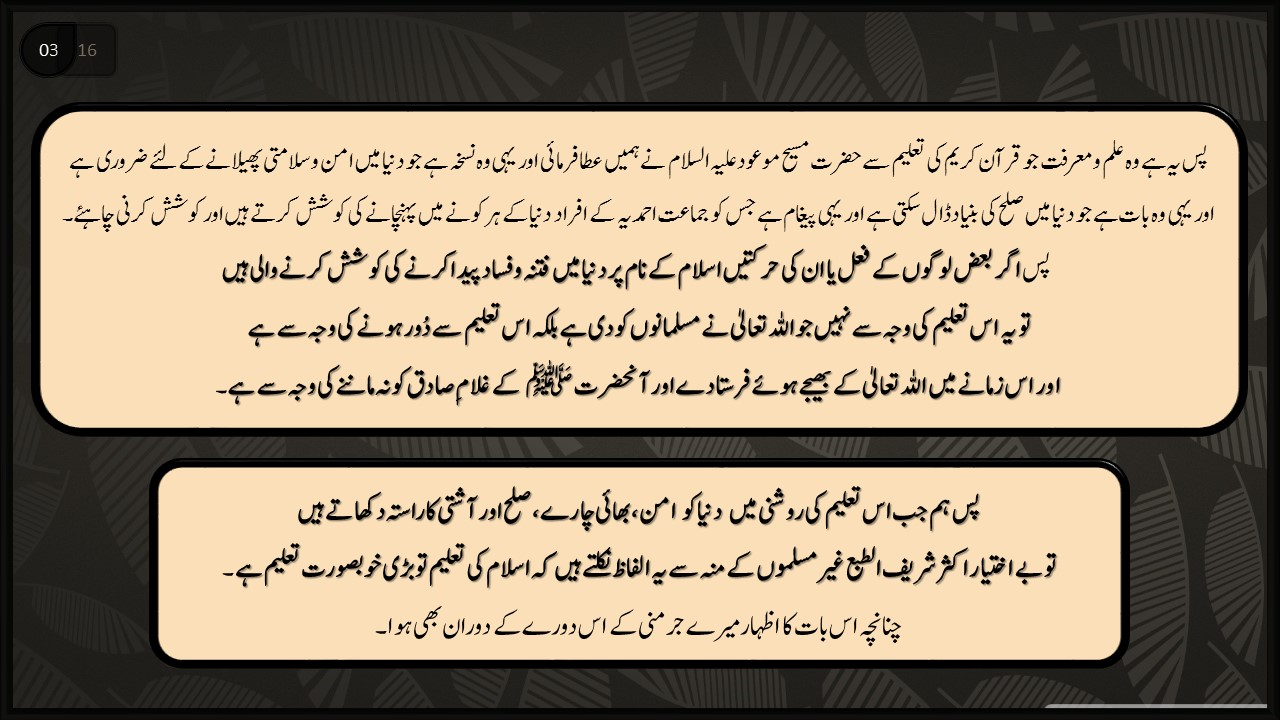 03 16
پس یہ ہے وہ علم و معرفت جو قرآن کریم کی تعلیم سے حضرت مسیح موعود علیہ السلام نے ہمیں عطا فرمائی اور یہی وہ نسخہ ہے جو دنیا میں امن و سلامتی پھیلانے کے لئے ضروری ہے
اور یہی وہ بات ہے جو دنیا میں صلح کی بنیاد ڈال سکتی ہے اور یہی پیغام ہے جس کو جماعت احمدیہ کے افراد دنیا کے ہر کونے میں پہنچانے کی کوشش کرتے ہیں اور کوشش کرنی چاہئے۔
پس اگر بعض لوگوں کے فعل یا ان کی حرکتیں اسلام کے نام پر دنیا میں فتنہ و فساد پیدا کرنے کی کوشش کرنے والی ہیں
تو یہ اس تعلیم کی وجہ سے نہیں جو اللہ تعالیٰ نے مسلمانوں کو دی ہے بلکہ اس تعلیم سے دُور ہونے کی وجہ سے ہے
اور اس زمانے میں اللہ تعالیٰ کے بھیجے ہوئے فرستادے اور آنحضرت ﷺ کے غلامِ صادق کو نہ ماننے کی وجہ سے ہے۔
پس ہم جب اس تعلیم کی روشنی میں دنیا کو امن، بھائی چارے، صلح اور آشتی کا راستہ دکھاتے ہیں
تو بے اختیار اکثر شریف الطبع غیر مسلموں کے منہ سے یہ الفاظ نکلتے ہیں کہ اسلام کی تعلیم تو بڑی خوبصورت تعلیم ہے۔
چنانچہ اس بات کا اظہار میرے جرمنی کے اس دورے کے دوران بھی ہوا۔